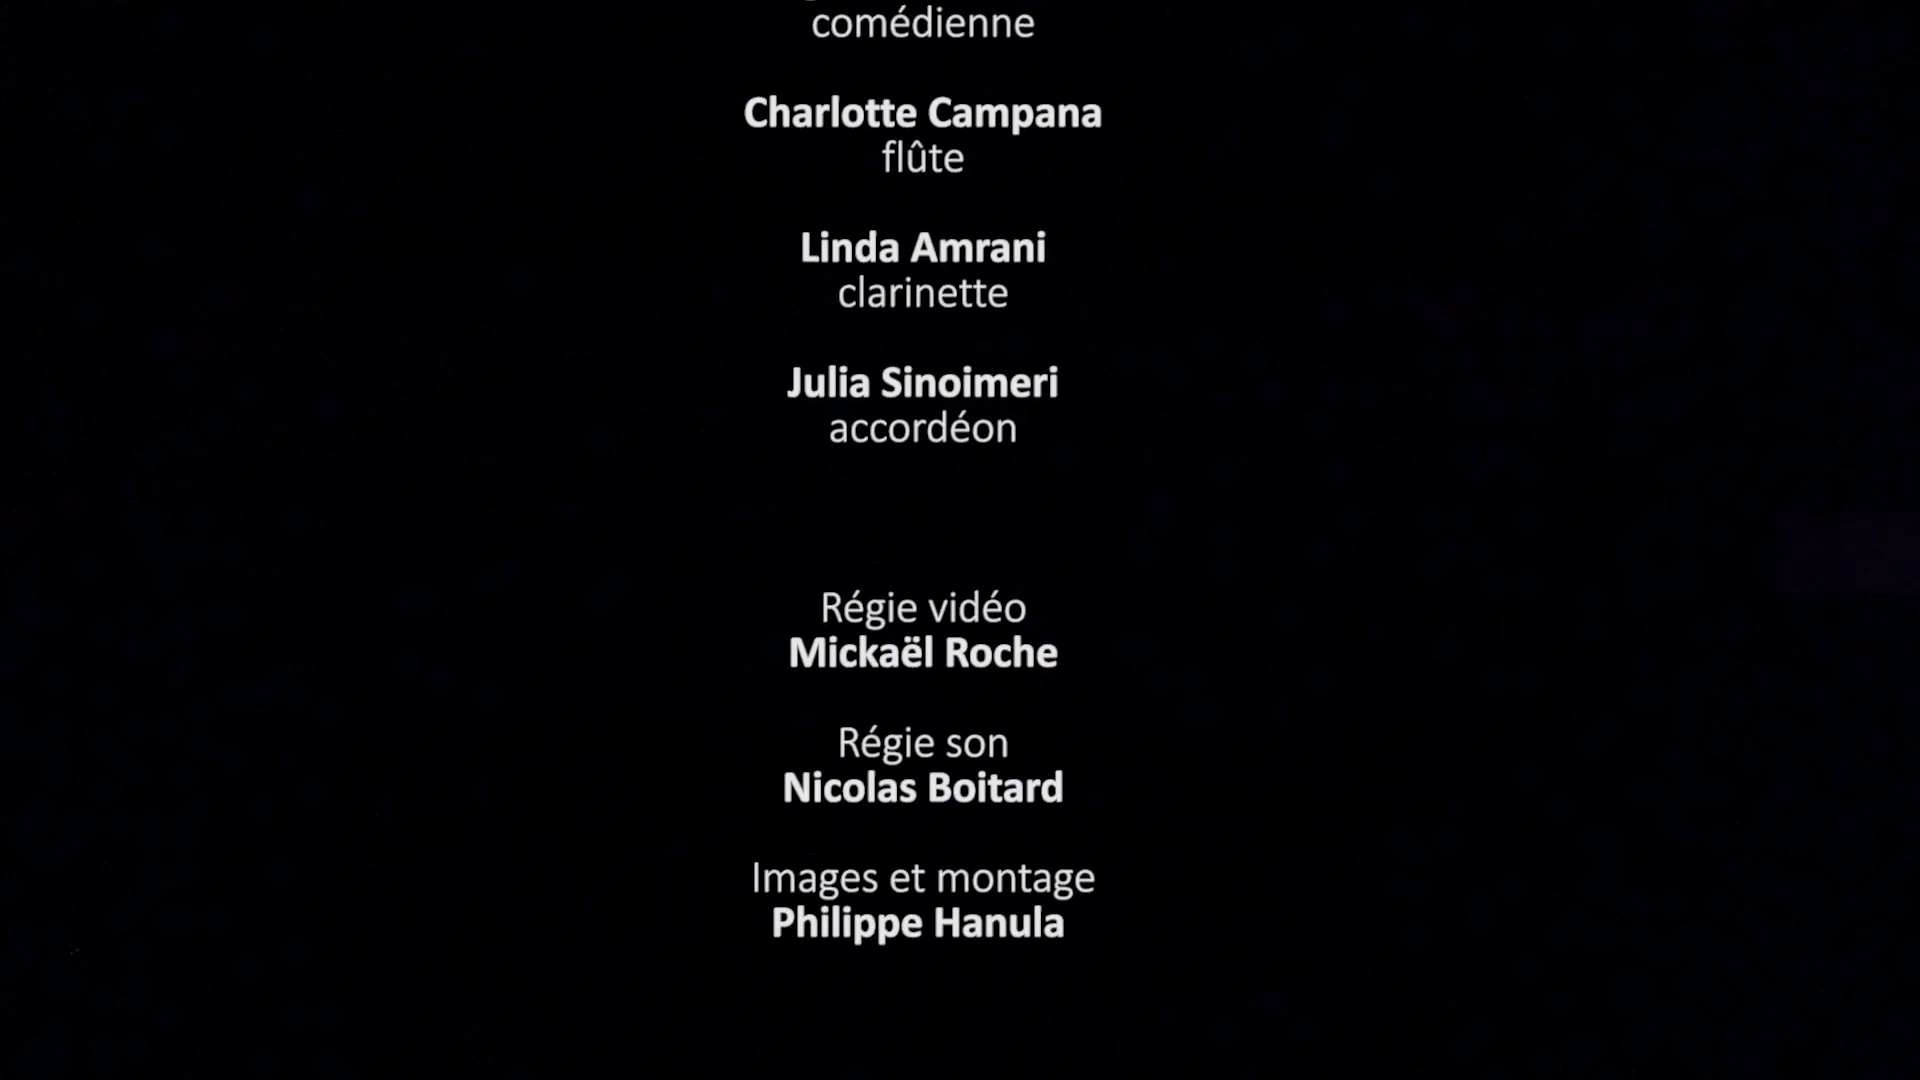 comédienne
Charlotte Campana
flûte
Linda Amrani
clarinette
Julia Sinoimeri
accordéon
Régie vidéo
Mickaël Roche
Régie son
Nicolas Boitard
Images et montage
Philippe Hanula